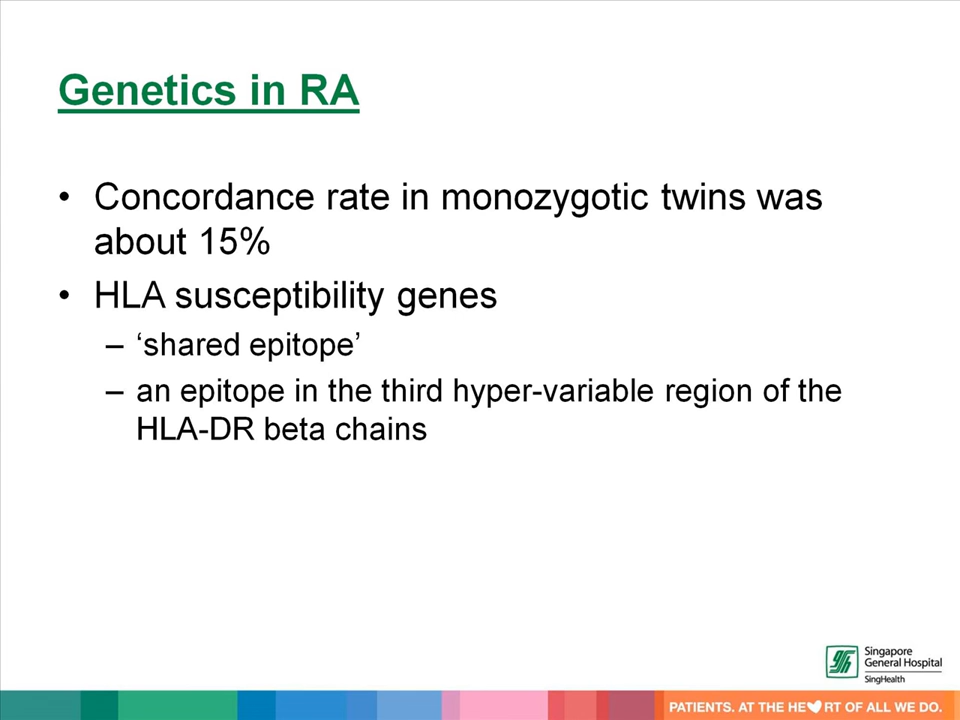 Genetics in RA
• Concordance rate in monozygotic twins was
about 15%
• HLA susceptibility genes
– ‘shared epitope’
– an epitope in the third hyper-variable region of the
HLA-DR beta chains
Singapore
General Hospital
SingHealth
PATIENTS. AT THE HE♥RT OF ALL WE DO.